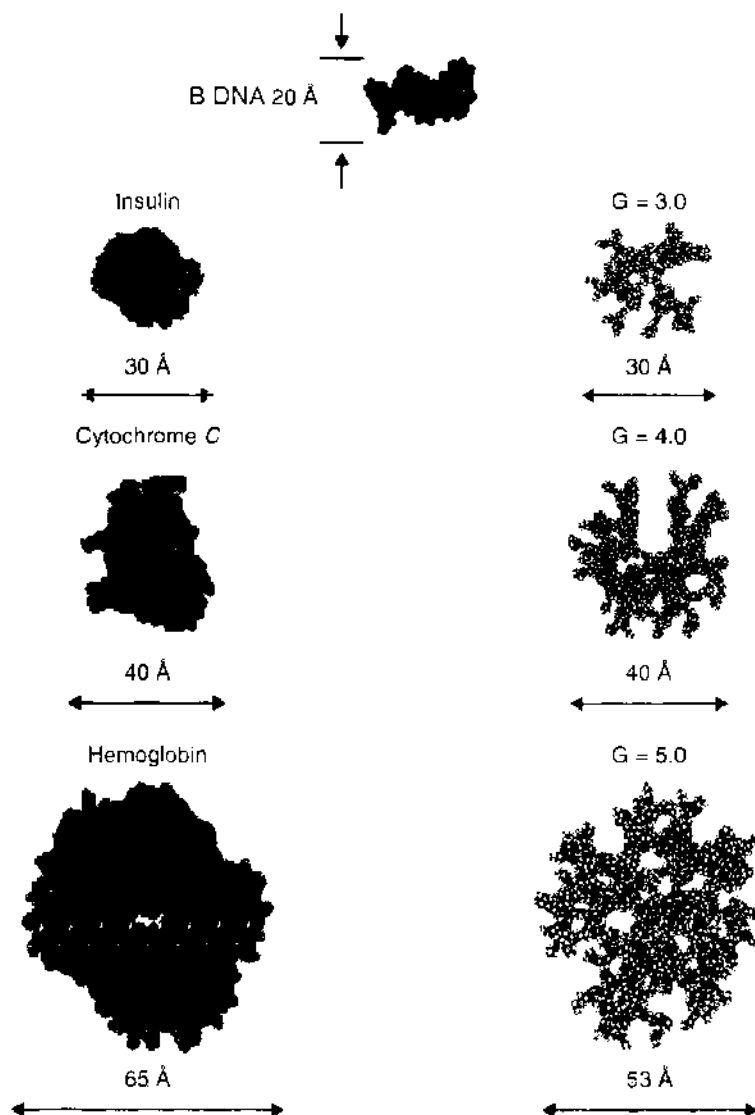 B DNA 20 Å
Insulin
G = 3.0
30 Å
30 Å
Cytochrome C
G = 4.0
40 Å
40 Å
Hemoglobin
G = 5.0
65 Å
53 Å